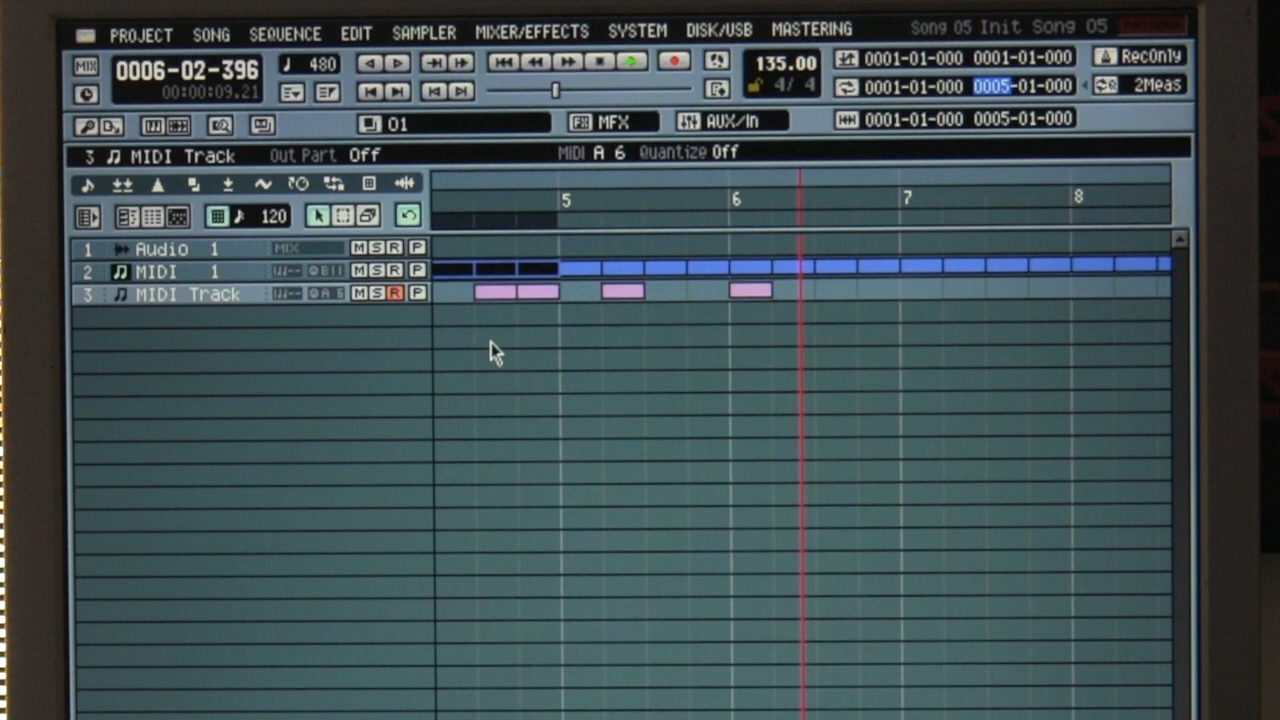 PROJECT SONG SEQUENCE EDIT SAMPLER MIXER/EFFECTS SYSTEM DISK/USB MASTERING Song 05 Init Song 05
MIX 0006-02-396 480 135.00 0001-01-000 0001-01-000 RecOnly
00:00:09.21 4/ 4 0001-01-000 0005-01-000 2Meas
01 FX MFX AUX/In 0001-01-000 0005-01-000
3 MIDI Track Out Part Off MIDI A 6 Quantize Off
120 5 6 7 8
1 Audio 1 MIX M S R P
2 MIDI 1 M S R P
3 MIDI Track A 6 M S R P